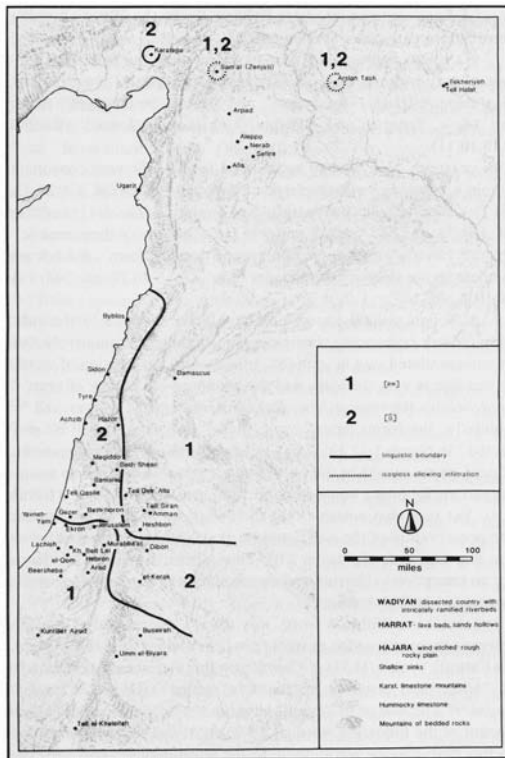 2
Karatepe
1,2
Sam'al (Zenjirli)
1,2
Arslan Tash
Fekheriyeh
Tell Halaf
Arpad
Aleppo
Nerab
Sefire
Afis
Ugarit
Byblos
Sidon
Damascus
Tyre
Achzib
Hazor
2
1
Megiddo
Beth Shean
Samaria
Tell Deir 'Alla
Tell Qasile
Tell Siran
Amman
Gezer
Beth-horon
Yavneh-
Yam
Ekron
Jerusalem
Heshbon
Lachish
Kh.
el-Qom
Beit Lei
Hebron
Murabba'at
Dibon
Arad
Beersheba
el-Kerak
1
2
Kuntillet Ajrud
Buseirah
Umm el-Biyara
Tell el-Kheleifeh
1
2
linguistic boundary
isogloss allowing infiltration
N
0 50 100
miles
WADIYAN dissected country with
intricately ramified riverbeds
HARRAT - lava beds, sandy hollows
HAJARA wind etched rough
rocky plain
Shallow sinks
Karst limestone mountains
Hummocky limestone
Mountains of bedded rocks